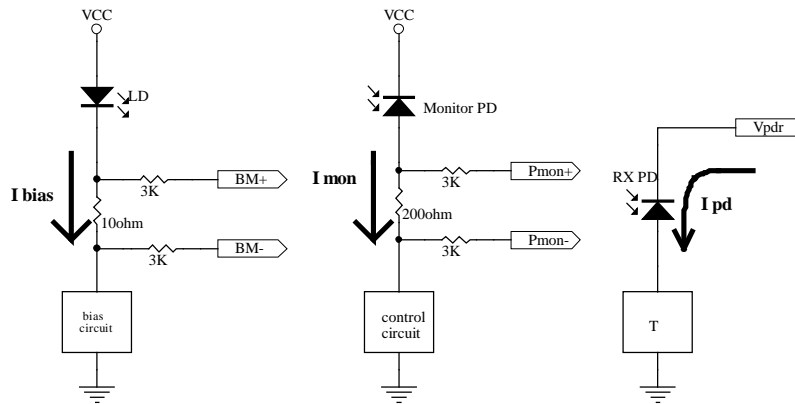 VCC
LD
I bias
3K
BM+
10ohm
3K
BM-
bias
circuit
VCC
Monitor PD
I mon
3K
Pmon+
200ohm
3K
Pmon-
control
circuit
Vpdr
RX PD
I pd
T